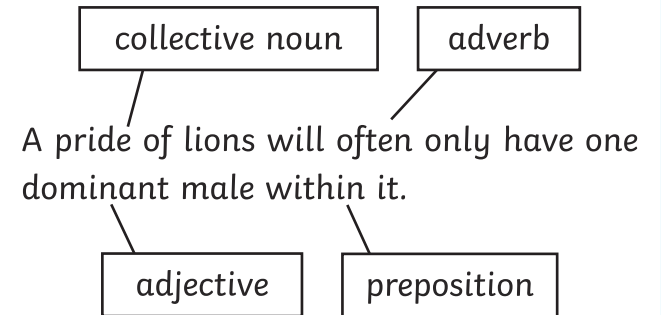 collective noun adverb
A pride of lions will often only have one
dominant male within it.
adjective preposition